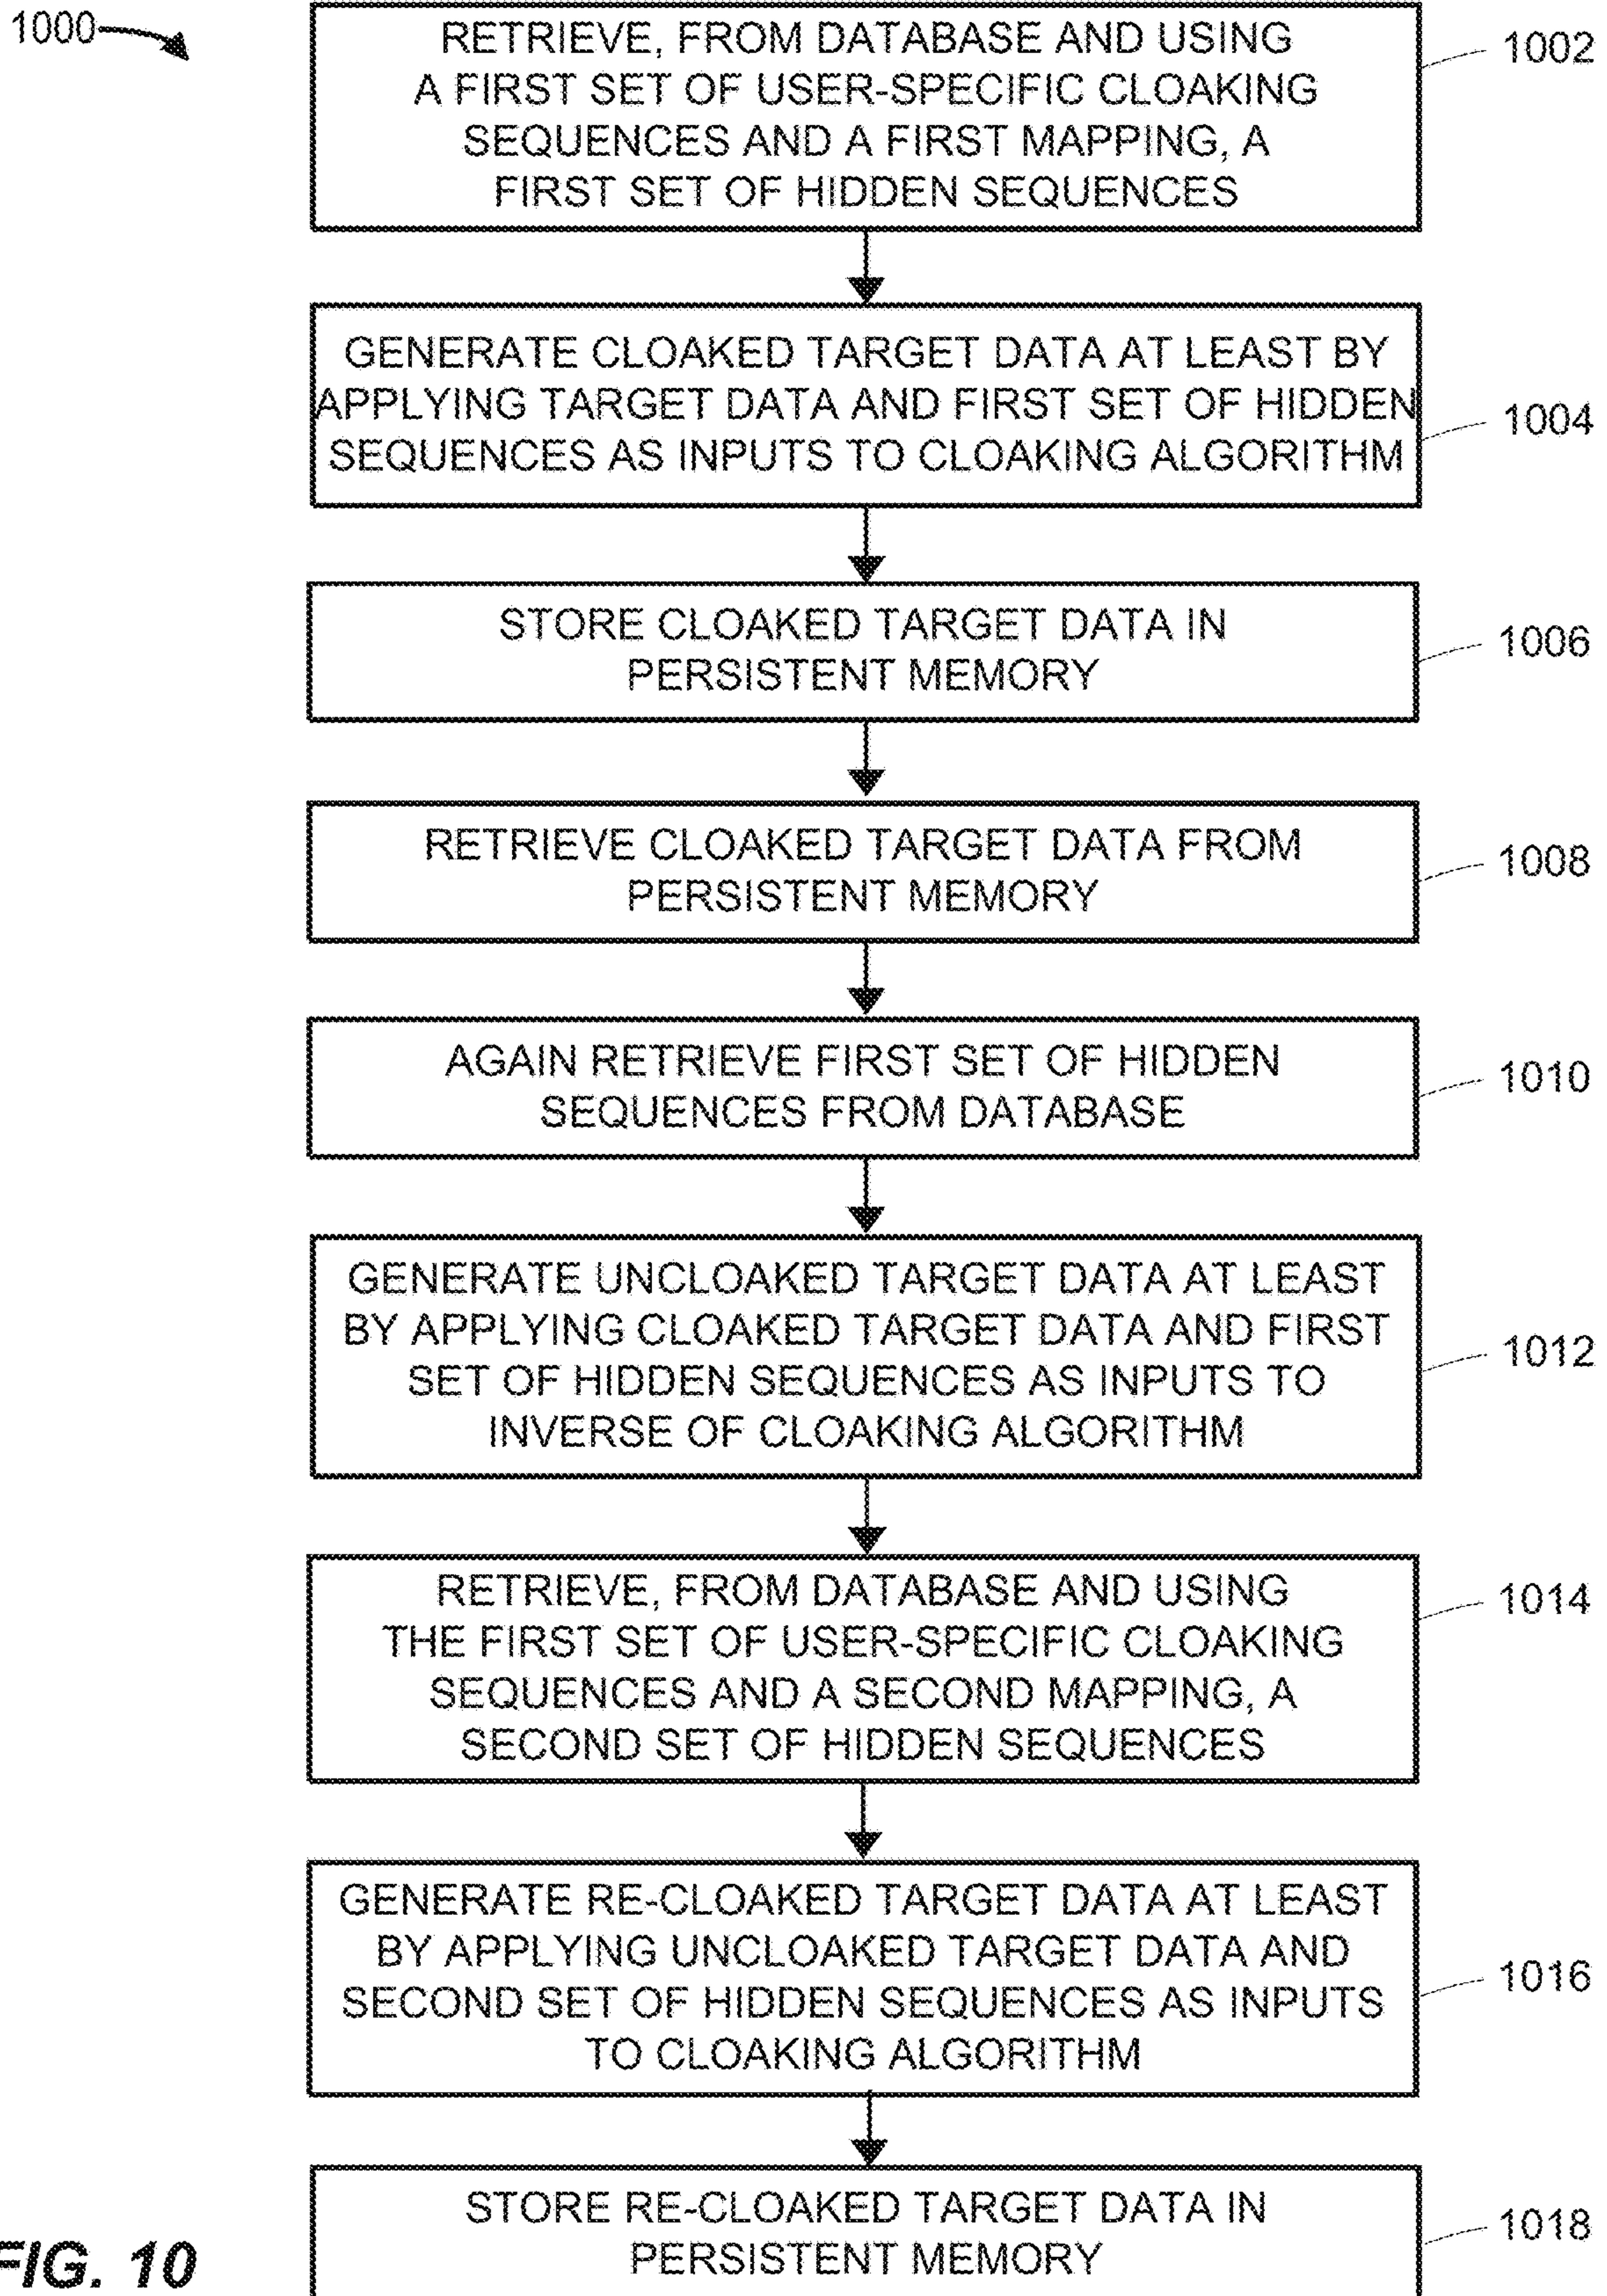 1000
RETRIEVE, FROM DATABASE AND USING
A FIRST SET OF USER-SPECIFIC CLOAKING
SEQUENCES AND A FIRST MAPPING, A
FIRST SET OF HIDDEN SEQUENCES
1002
GENERATE CLOAKED TARGET DATA AT LEAST BY
APPLYING TARGET DATA AND FIRST SET OF HIDDEN
SEQUENCES AS INPUTS TO CLOAKING ALGORITHM
1004
STORE CLOAKED TARGET DATA IN
PERSISTENT MEMORY
1006
RETRIEVE CLOAKED TARGET DATA FROM
PERSISTENT MEMORY
1008
AGAIN RETRIEVE FIRST SET OF HIDDEN
SEQUENCES FROM DATABASE
1010
GENERATE UNCLOAKED TARGET DATA AT LEAST
BY APPLYING CLOAKED TARGET DATA AND FIRST
SET OF HIDDEN SEQUENCES AS INPUTS TO
INVERSE OF CLOAKING ALGORITHM
1012
RETRIEVE, FROM DATABASE AND USING
THE FIRST SET OF USER-SPECIFIC CLOAKING
SEQUENCES AND A SECOND MAPPING, A
SECOND SET OF HIDDEN SEQUENCES
1014
GENERATE RE-CLOAKED TARGET DATA AT LEAST
BY APPLYING UNCLOAKED TARGET DATA AND
SECOND SET OF HIDDEN SEQUENCES AS INPUTS
TO CLOAKING ALGORITHM
1016
STORE RE-CLOAKED TARGET DATA IN
PERSISTENT MEMORY
1018
FIG. 10